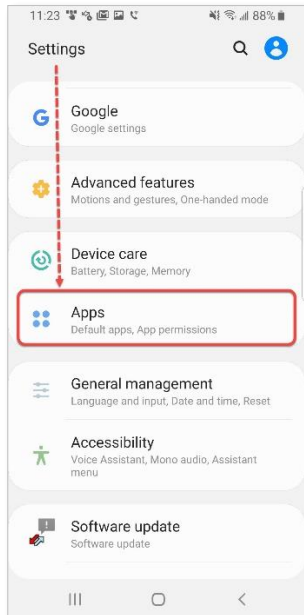 11:23 88%
Settings
Google
Google settings
Advanced features
Motions and gestures, One-handed mode
Device care
Battery, Storage, Memory
Apps
Default apps, App permissions
General management
Language and input, Date and time, Reset
Accessibility
Voice Assistant, Mono audio, Assistant
menu
Software update
Software update